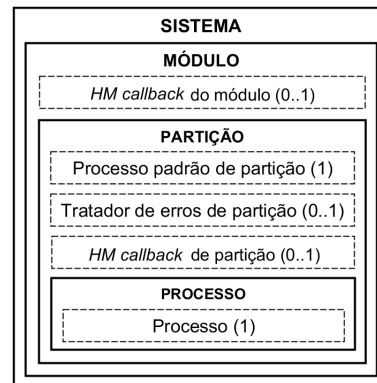 SISTEMA
MÓDULO
HM callback do módulo (0..1)
PARTIÇÃO
Processo padrão de partição (1)
Tratador de erros de partição (0..1)
HM callback de partição (0..1)
PROCESSO
Processo (1)